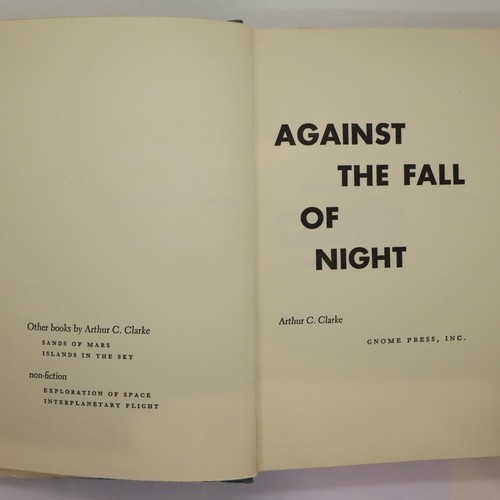 Other books by Arthur C. Clarke
SANDS OF MARS
ISLANDS IN THE SKY
non-fiction
EXPLORATION OF SPACE
INTERPLANETARY FLIGHT
AGAINST
THE FALL
OF
NIGHT
Arthur C. Clarke
GNOME PRESS, INC.